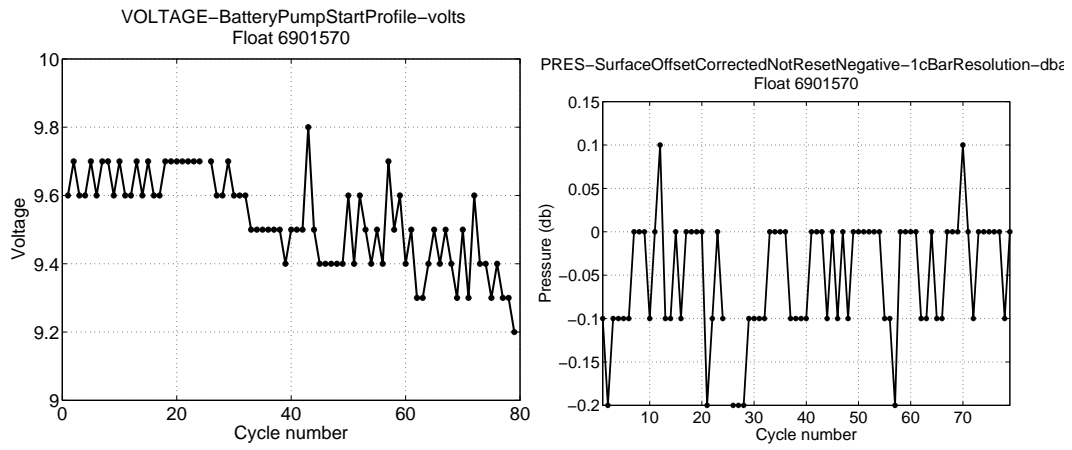 VOLTAGE−BatteryPumpStartProfile−volts
Float 6901570
10
9.8
9.6
9.4
9.2
9
Voltage
0 20 40 60 80
Cycle number
PRES−SurfaceOffsetCorrectedNotResetNegative−1cBarResolution−dba
Float 6901570
0.15
0.1
0.05
0
−0.05
−0.1
−0.15
−0.2
Pressure (db)
10 20 30 40 50 60 70
Cycle number